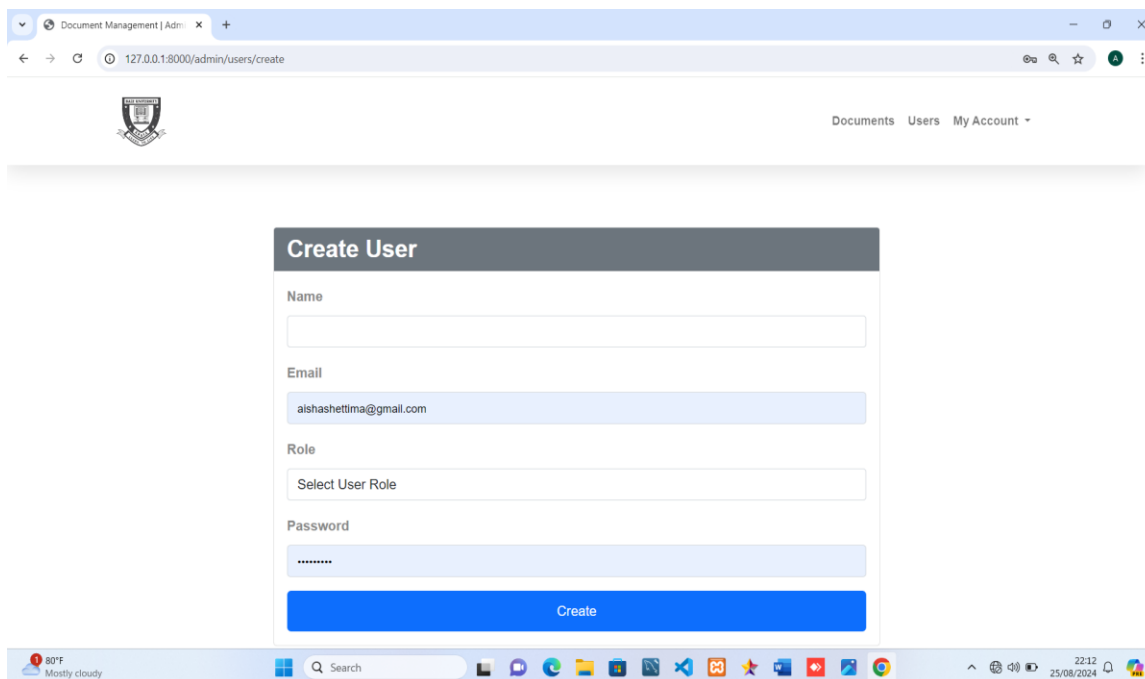 Document Management | Adm
127.0.0.1:8000/admin/users/create
A
Documents Users My Account
Create User
Name
Email
aishashettima@gmail.com
Role
Select User Role
Password
•••••••••
Create
1
80°F
Mostly cloudy
Search
22:12
25/08/2024